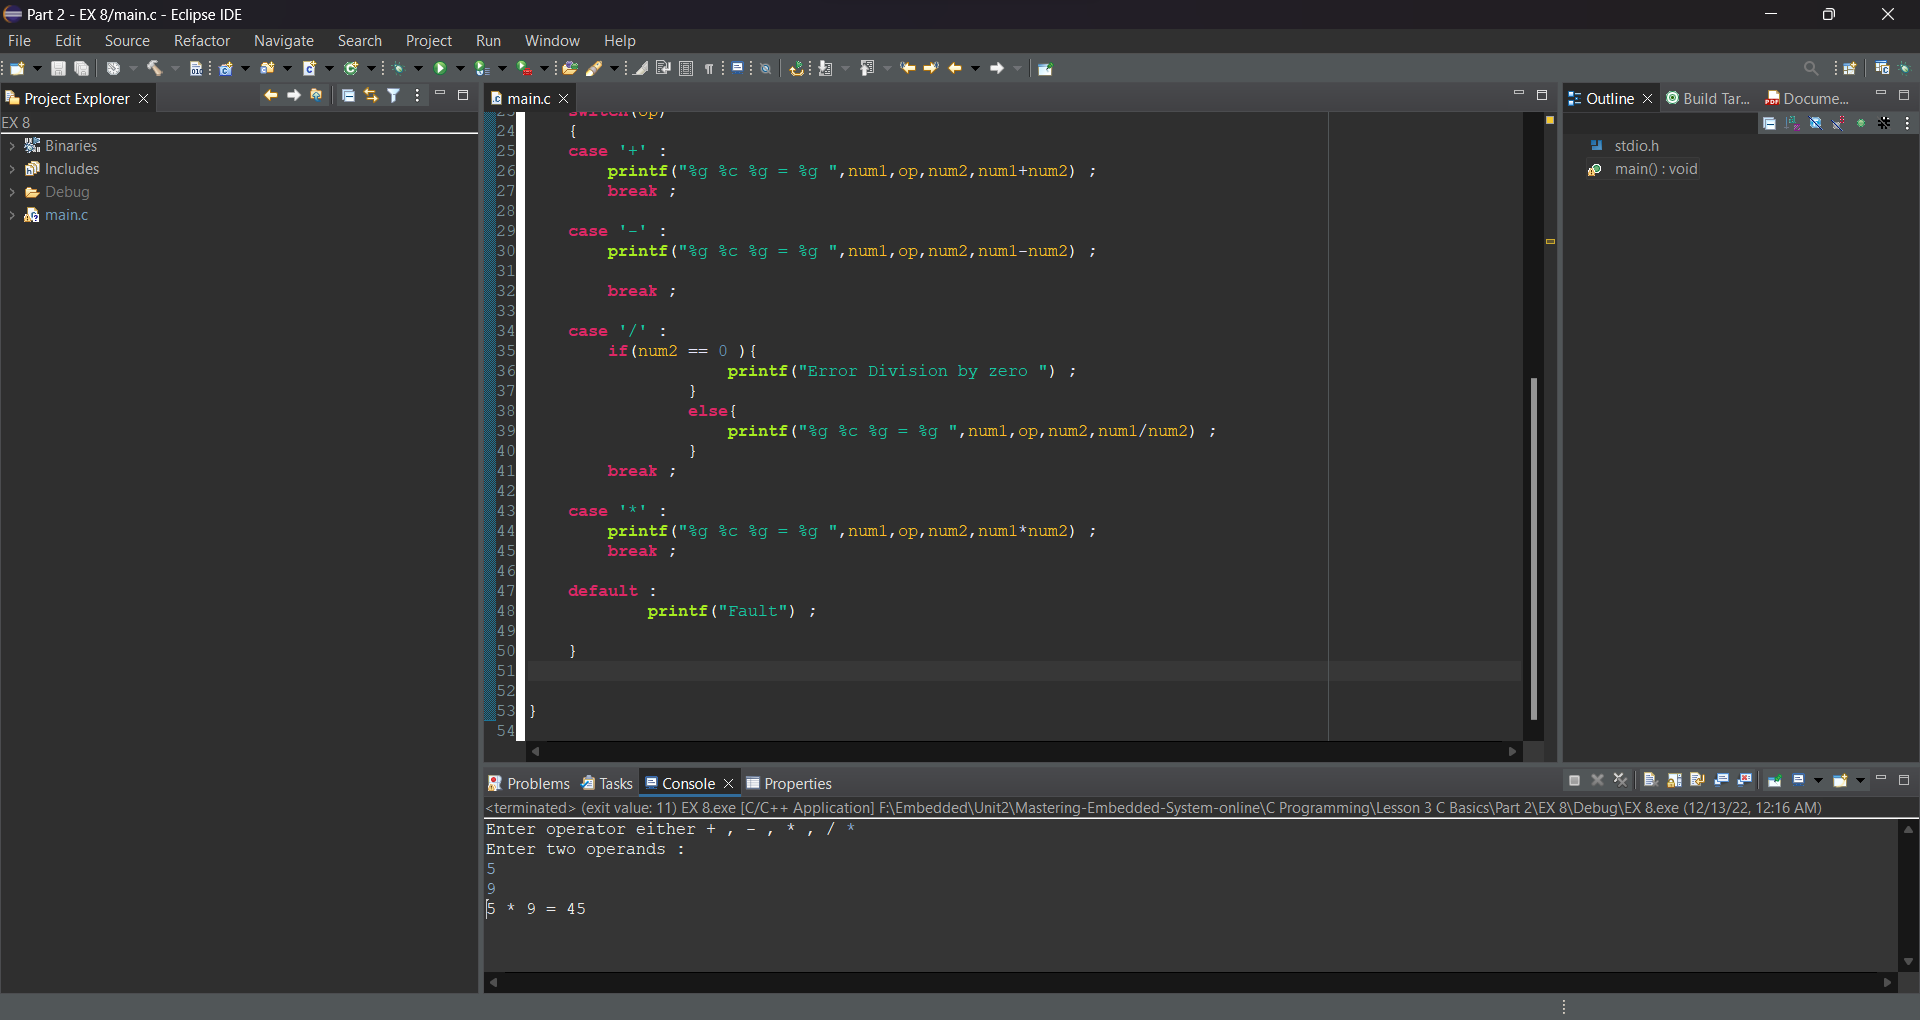 Part 2 - EX 8/main.c - Eclipse IDE
File Edit Source Refactor Navigate Search Project Run Window Help
Project Explorer
EX 8
Binaries
Includes
Debug
main.c
main.c
switch(op)
24 {
25 case '+' :
26 printf("%g %c %g = %g ",num1,op,num2,num1+num2) ;
27 break ;
28
29 case '-' :
30 printf("%g %c %g = %g ",num1,op,num2,num1-num2) ;
31
32 break ;
33
34 case '/' :
35 if(num2 == 0 ){
36 printf("Error Division by zero ") ;
37 }
38 else{
39 printf("%g %c %g = %g ",num1,op,num2,num1/num2) ;
40 }
41 break ;
42
43 case '*' :
44 printf("%g %c %g = %g ",num1,op,num2,num1*num2) ;
45 break ;
46
47 default :
48 printf("Fault") ;
49
50 }
51
52
53 }
54
Outline Build Tar... Docume...
stdio.h
main() : void
Problems Tasks Console Properties
<terminated> (exit value: 11) EX 8.exe [C/C++ Application] F:\Embedded\Unit2\Mastering-Embedded-System-online\C Programming\Lesson 3 C Basics\Part 2\EX 8\Debug\EX 8.exe (12/13/22, 12:16 AM)
Enter operator either + , - , * , / *
Enter two operands :
5
9
5 * 9 = 45